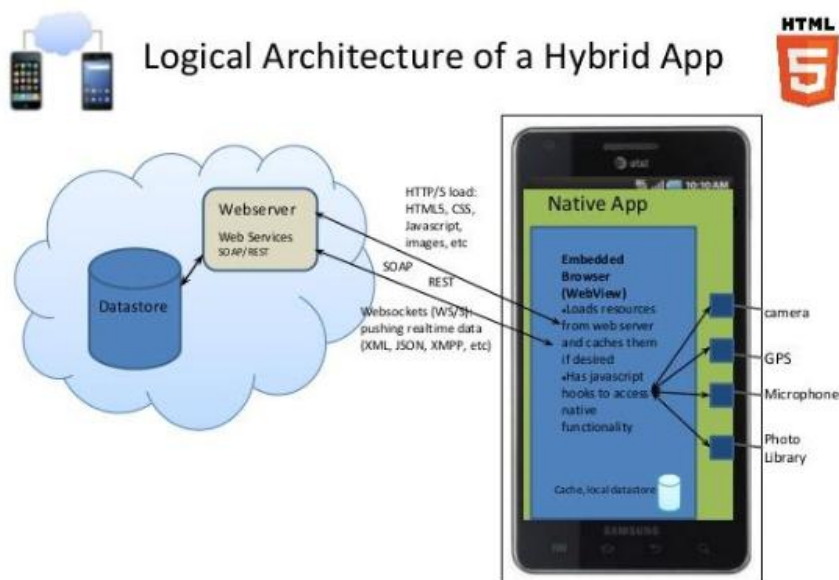 Logical Architecture of a Hybrid App
HTML
5
Webserver
Web Services
SOAP/REST
Datastore
HTTP/S load:
HTML5, CSS,
Javascript,
images, etc
SOAP
REST
Websockets (WS/S):
pushing realtime data
(XML, JSON, XMPP, etc)
at&t
10:10 AM
Native App
Embedded
Browser
(WebView)
•Loads resources
from web server
and caches them
if desired
•Has javascript
hooks to access
native
functionality
Cache, local datastore
camera
GPS
Microphone
Photo
Library
SAMSUNG